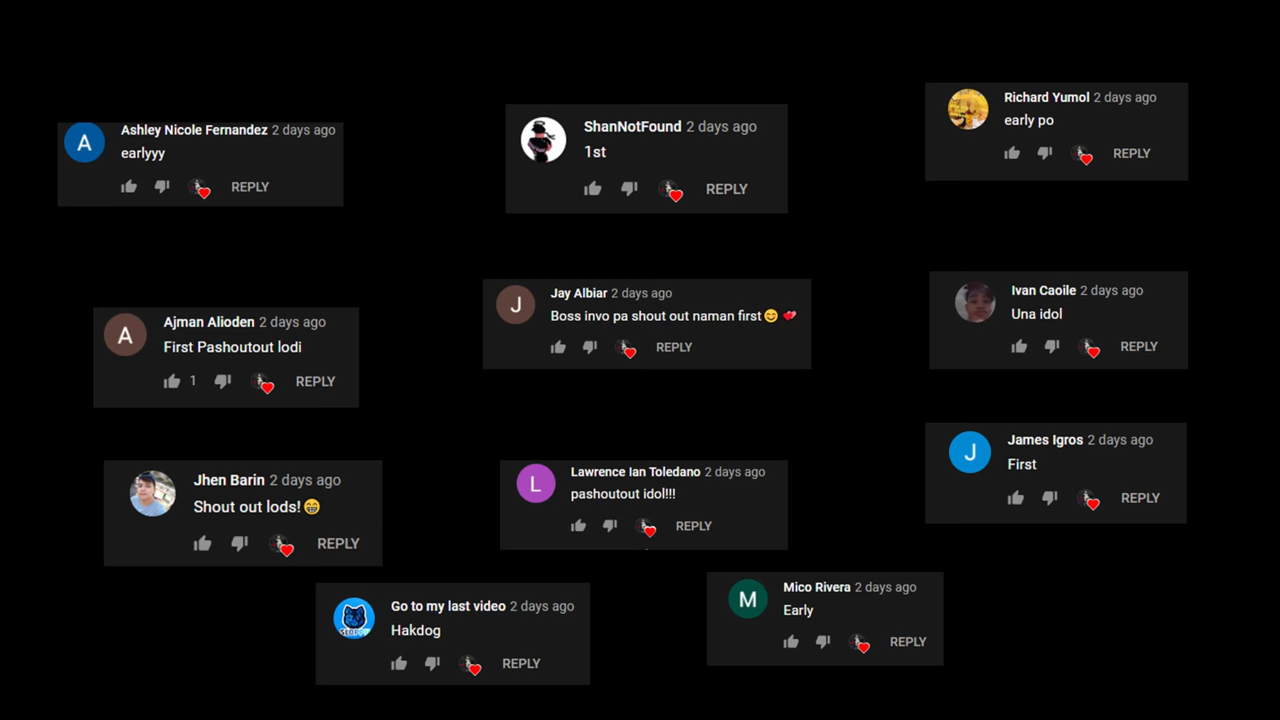 A
Ashley Nicole Fernandez 2 days ago
earlyyy
REPLY
ShanNotFound 2 days ago
1st
REPLY
Richard Yumol 2 days ago
early po
REPLY
A
Ajman Alioden 2 days ago
First Pashoutout lodi
1 REPLY
J
Jay Albiar 2 days ago
Boss invo pa shout out naman first😊 💕
REPLY
Ivan Caoile 2 days ago
Una idol
REPLY
Jhen Barin 2 days ago
Shout out lods!😁
REPLY
L
Lawrence Ian Toledano 2 days ago
pashoutout idol!!!
REPLY
J
James Igros 2 days ago
First
REPLY
Go to my last video 2 days ago
Hakdog
REPLY
M
Mico Rivera 2 days ago
Early
REPLY